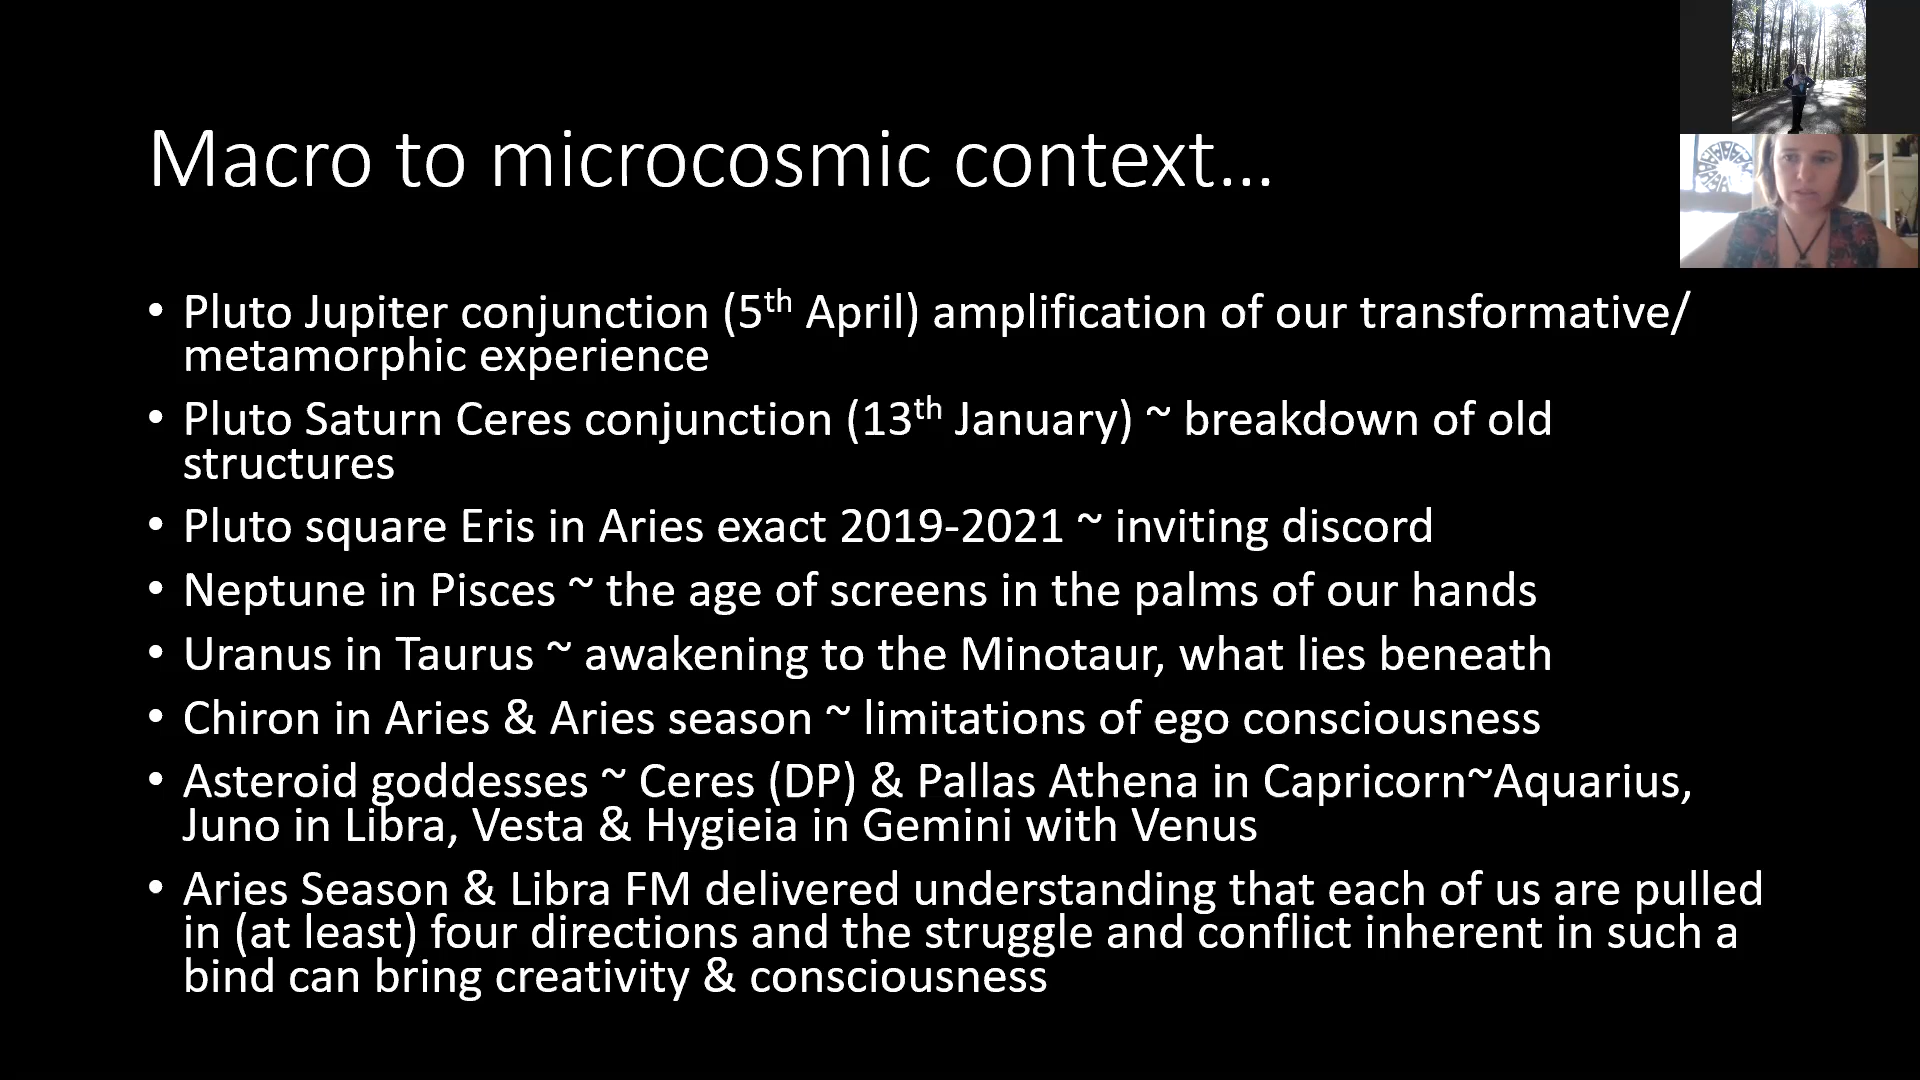 Macro to microcosmic context...
• Pluto Jupiter conjunction (5th April) amplification of our transformative/
metamorphic experience
• Pluto Saturn Ceres conjunction (13th January) ~ breakdown of old
structures
• Pluto square Eris in Aries exact 2019-2021 ~ inviting discord
• Neptune in Pisces ~ the age of screens in the palms of our hands
• Uranus in Taurus ~ awakening to the Minotaur, what lies beneath
• Chiron in Aries & Aries season ~ limitations of ego consciousness
• Asteroid goddesses ~ Ceres (DP) & Pallas Athena in Capricorn~Aquarius,
Juno in Libra, Vesta & Hygieia in Gemini with Venus
• Aries Season & Libra FM delivered understanding that each of us are pulled
in (at least) four directions and the struggle and conflict inherent in such a
bind can bring creativity & consciousness